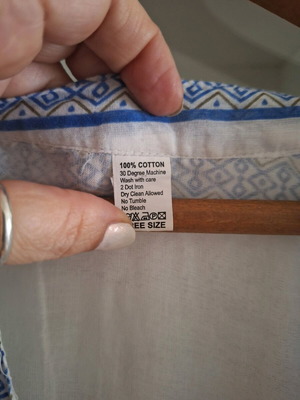 100% COTTON
30 Degree Machine
Wash with care
2 Dot Iron
Dry Clean Allowed
No Tumble
No Bleach
SIZE